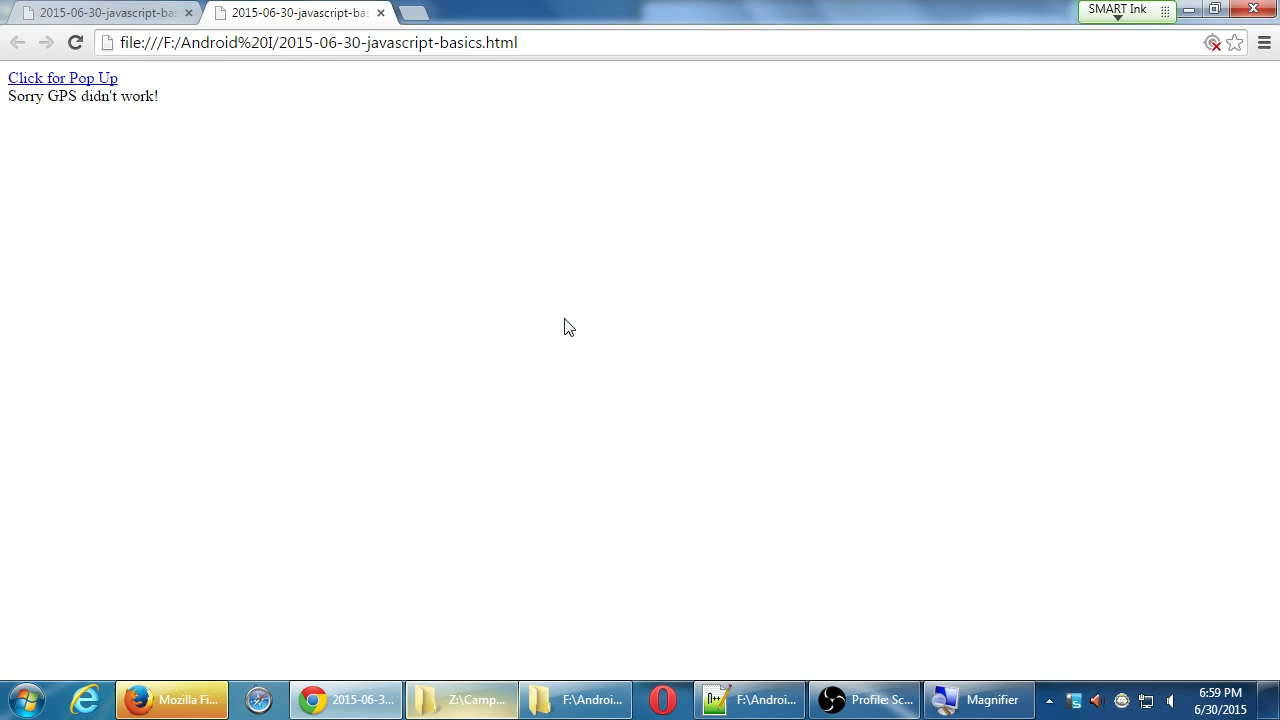 2015-06-30-javascript-bas
2015-06-30-javascript-bas
SMART Ink
file:///F:/Android%20I/2015-06-30-javascript-basics.html
Click for Pop Up
Sorry GPS didn't work!
Mozilla Fi...
2015-06-3...
Z:\Camp...
F:\Androi...
F:\Androi...
Profile: Sc...
Magnifier
6:59 PM
6/30/2015